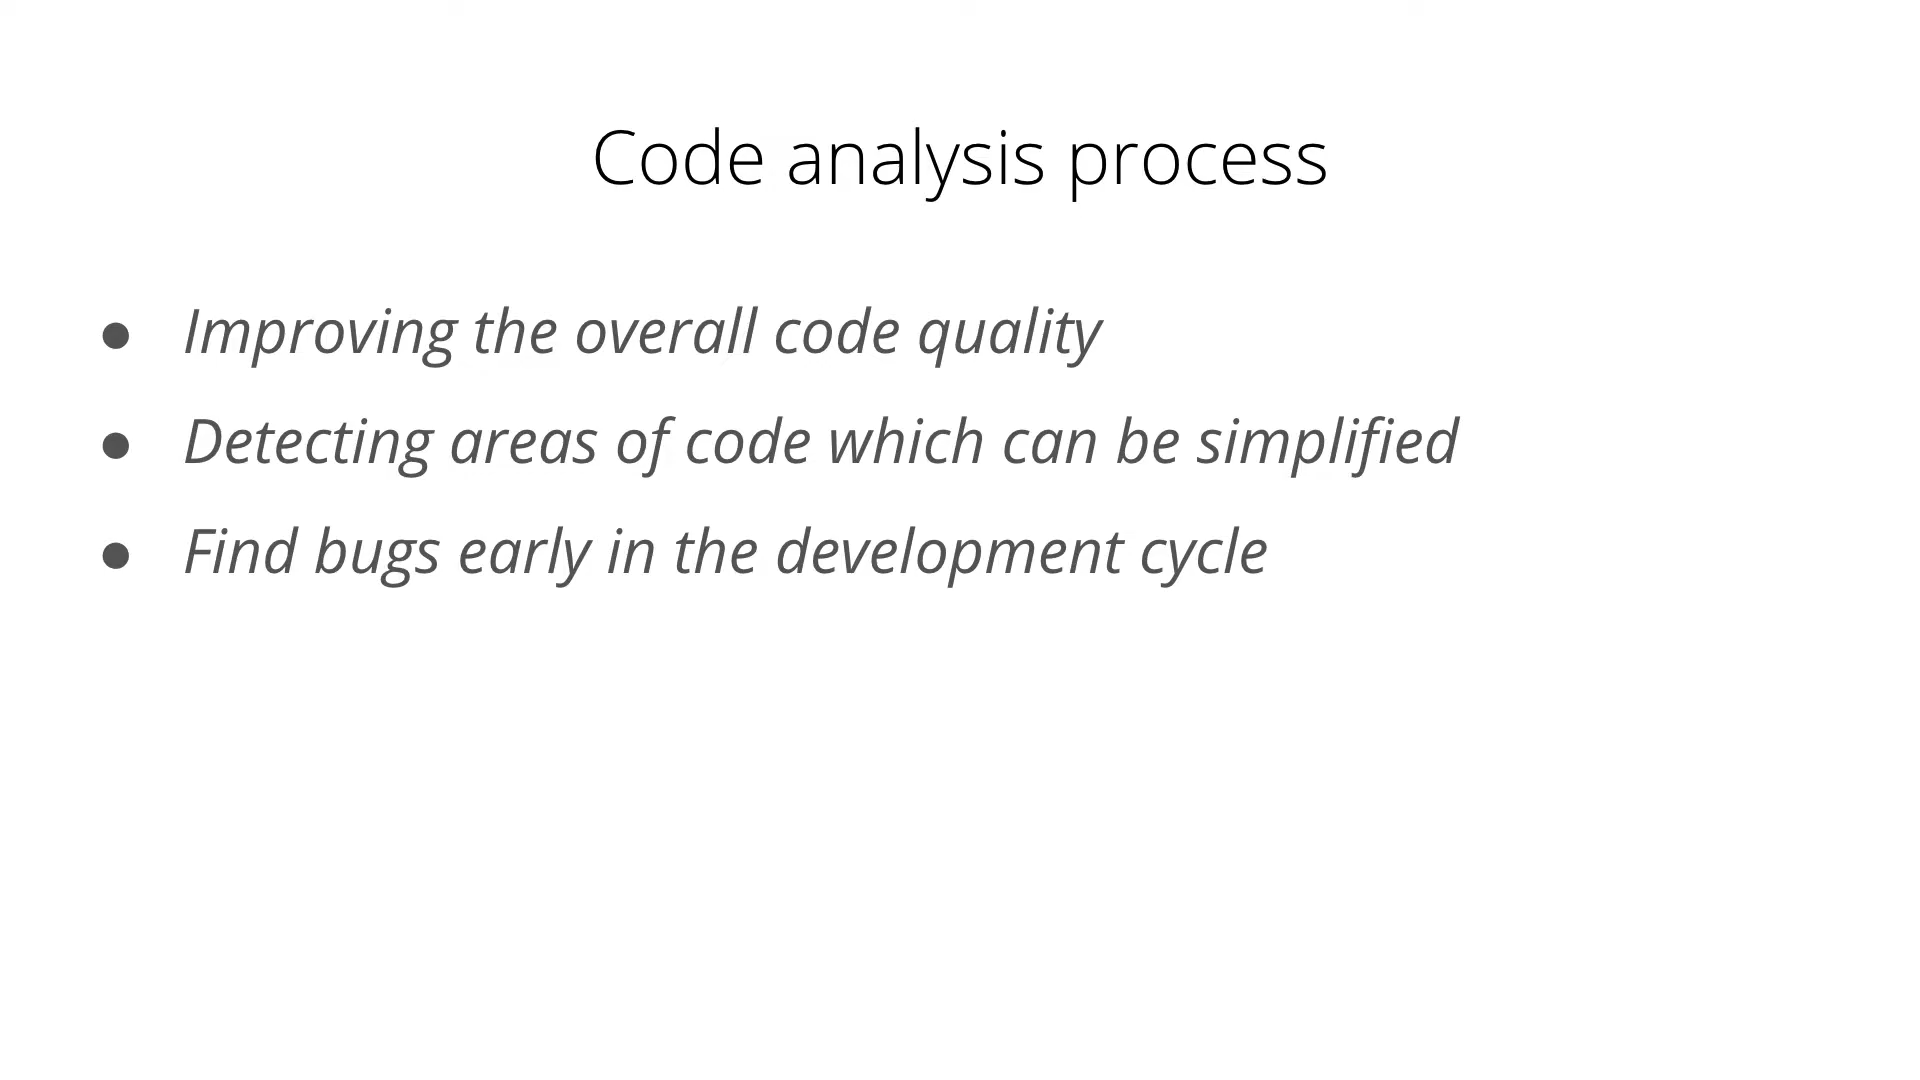 Code analysis process
● Improving the overall code quality
● Detecting areas of code which can be simplified
● Find bugs early in the development cycle